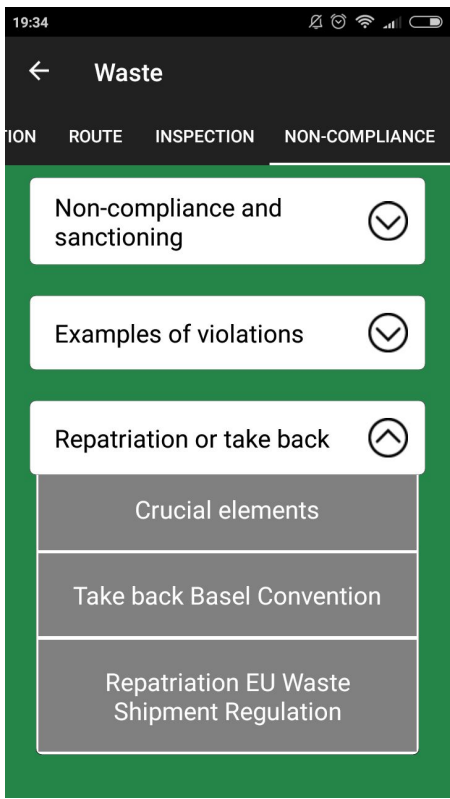 19:34
Waste
ION ROUTE INSPECTION NON-COMPLIANCE
Non-compliance and
sanctioning
Examples of violations
Repatriation or take back
Crucial elements
Take back Basel Convention
Repatriation EU Waste
Shipment Regulation